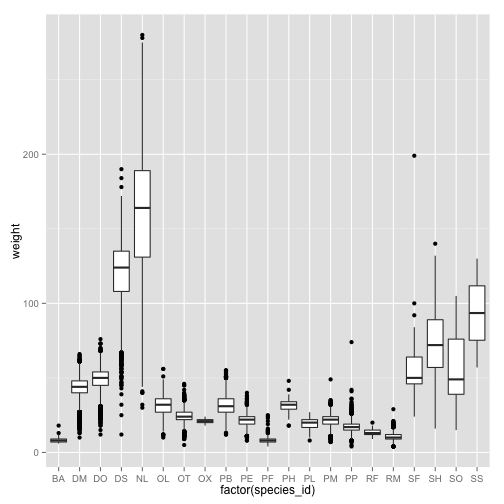 weight
200
100
0
BA DM DO DS NL OL OT OX PB PE PF PH PL PM PP RF RM SF SH SO SS
factor(species_id)